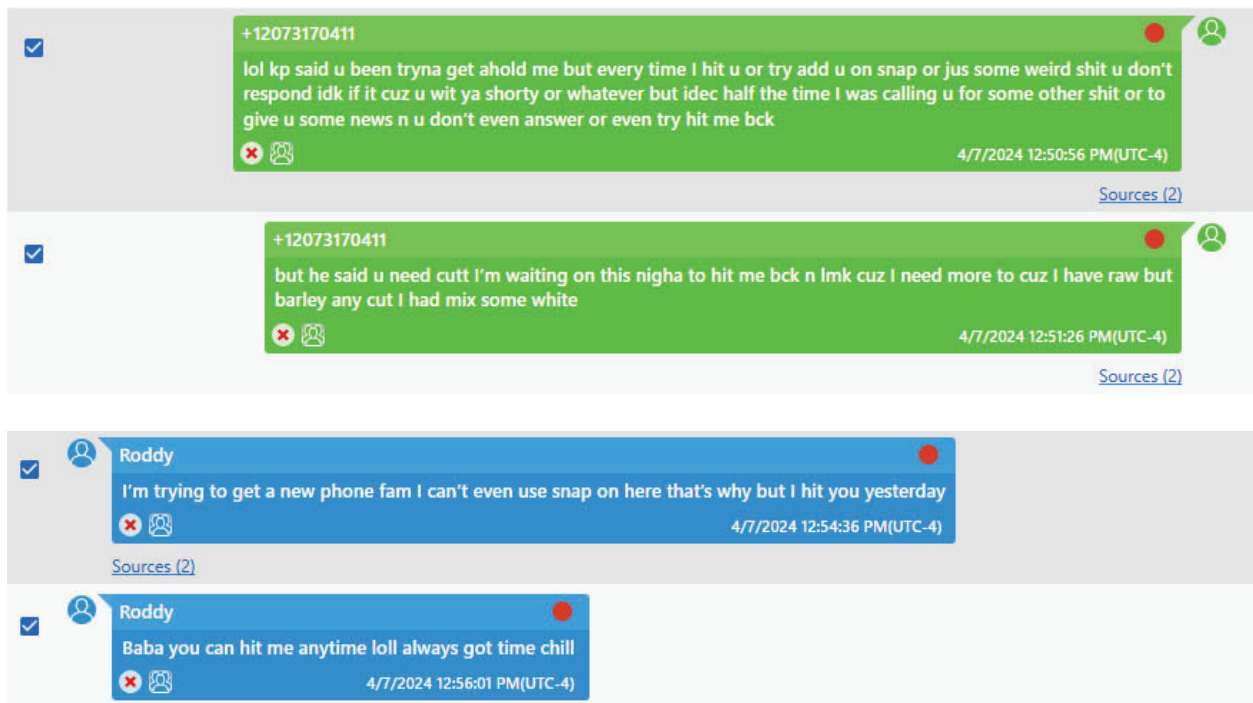 +12073170411
lol kp said u been tryna get ahold me but every time I hit u or try add u on snap or jus some weird shit u don't
respond idk if it cuz u wit ya shorty or whatever but idec half the time I was calling u for some other shit or to
give u some news n u don't even answer or even try hit me bck
4/7/2024 12:50:56 PM(UTC-4)
Sources (2)
+12073170411
but he said u need cutt I'm waiting on this nigha to hit me bck n lmk cuz I need more to cuz I have raw but
barley any cut I had mix some white
4/7/2024 12:51:26 PM(UTC-4)
Sources (2)
Roddy
I'm trying to get a new phone fam I can't even use snap on here that's why but I hit you yesterday
4/7/2024 12:54:36 PM(UTC-4)
Sources (2)
Roddy
Baba you can hit me anytime loll always got time chill
4/7/2024 12:56:01 PM(UTC-4)